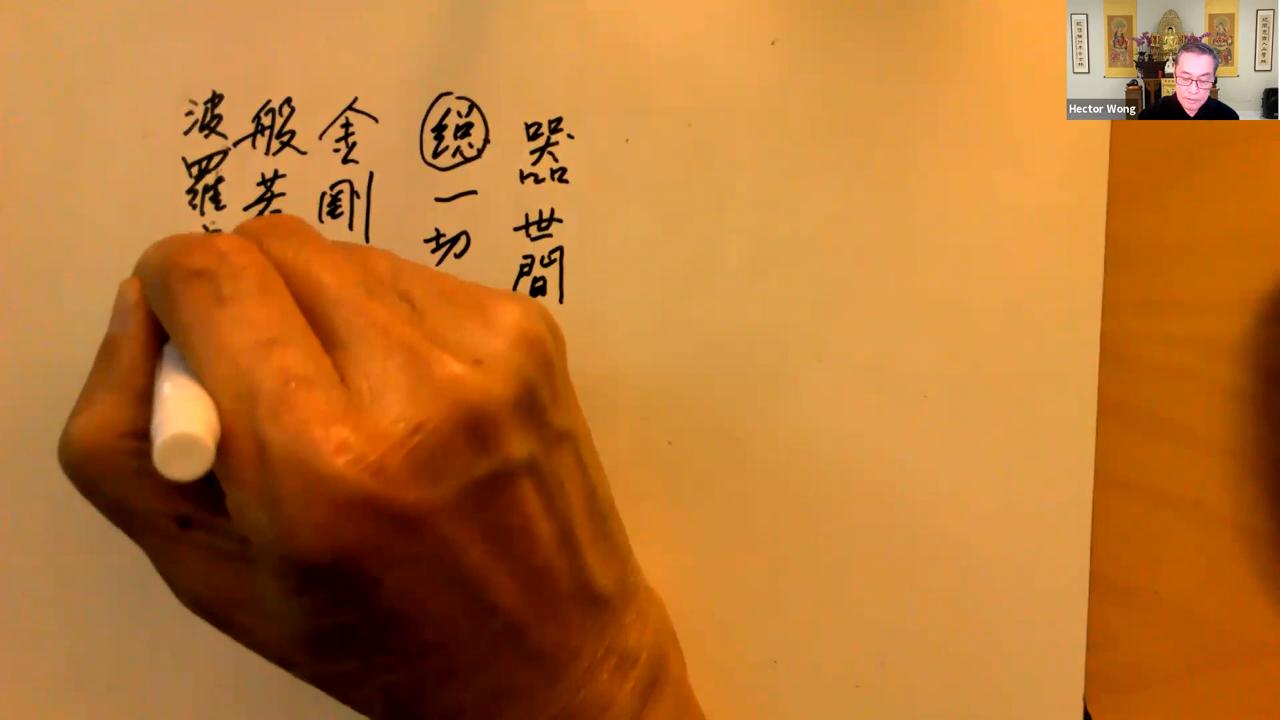 器世間
總一切
金剛
般若
波羅
Hector Wong